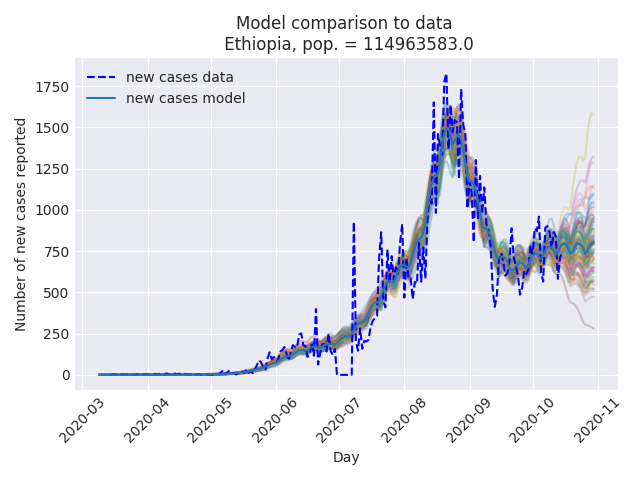 Model comparison to data
Ethiopia, pop. = 114963583.0
new cases data
new cases model
Number of new cases reported
1750
1500
1250
1000
750
500
250
0
2020-03
2020-04
2020-05
2020-06
2020-07
2020-08
2020-09
2020-10
2020-11
Day